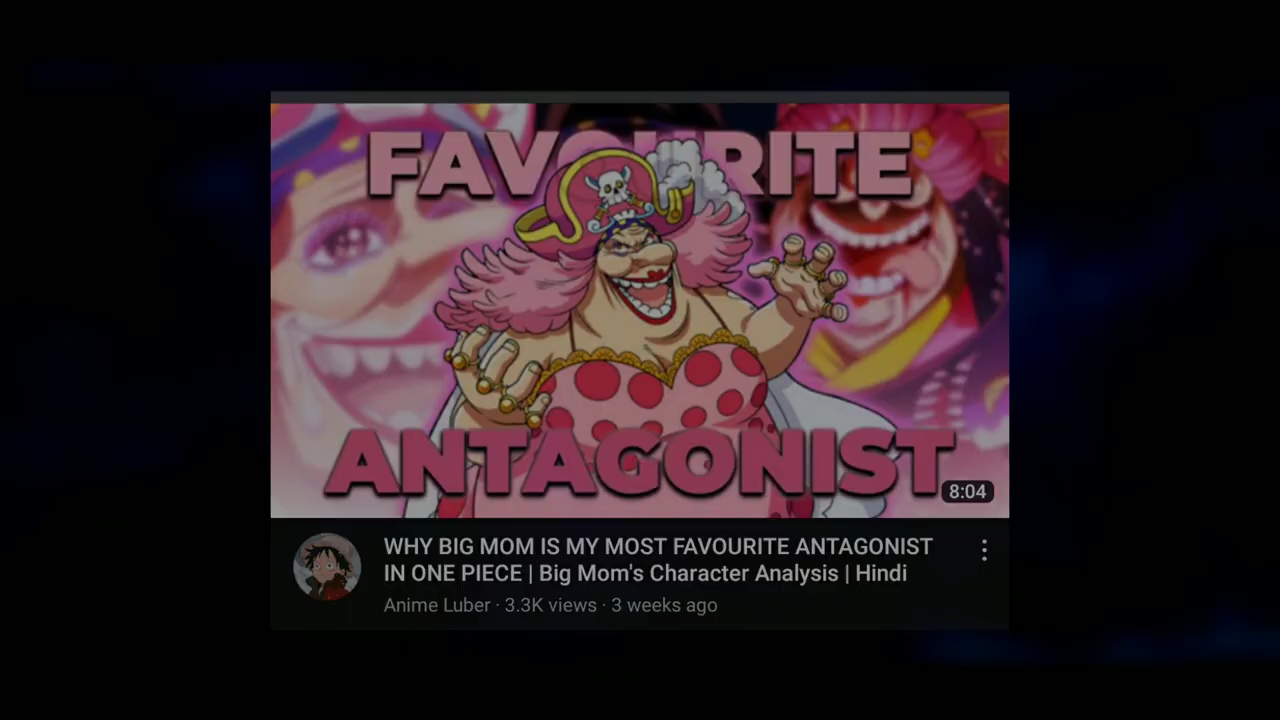 FAVOURITE
ANTAGONIST
8:04
WHY BIG MOM IS MY MOST FAVOURITE ANTAGONIST
IN ONE PIECE | Big Mom's Character Analysis | Hindi
Anime Luber · 3.3K views · 3 weeks ago